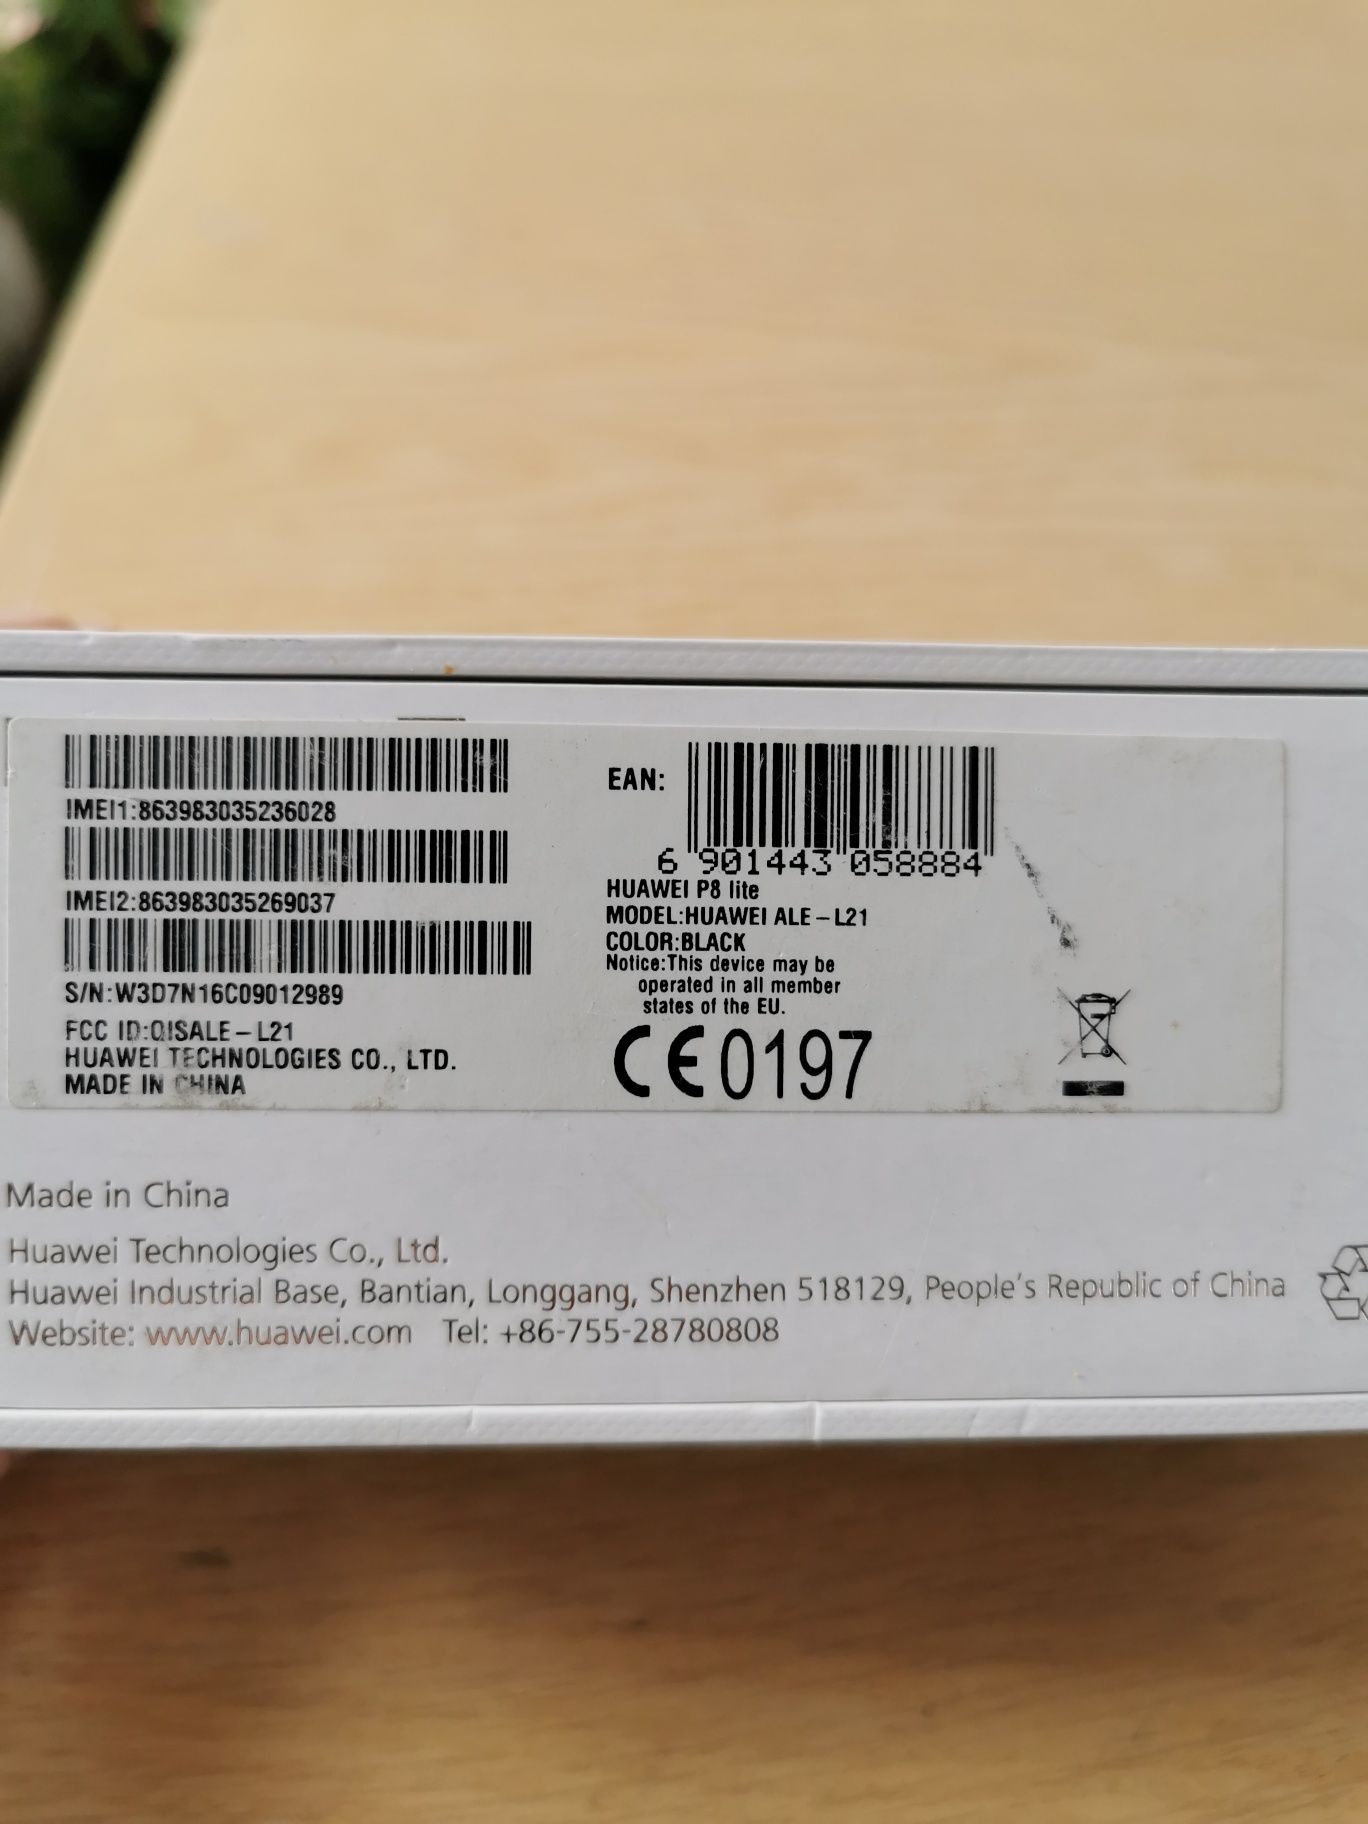 IMEI1:863983035236028
IMEI2:863983035269037
S/N:W3D7N16C09012989
FCC ID:QISALE-L21
HUAWEI TECHNOLOGIES CO., LTD.
MADE IN CHINA
EAN:
6 901443 058884
HUAWEI P8 lite
MODEL:HUAWEI ALE-L21
COLOR:BLACK
Notice:This device may be
operated in all member
states of the EU.
CE0197
Made in China
Huawei Technologies Co., Ltd.
Huawei Industrial Base, Bantian, Longgang, Shenzhen 518129, People's Republic of China
Website: www.huawei.com Tel: +86-755-28780808